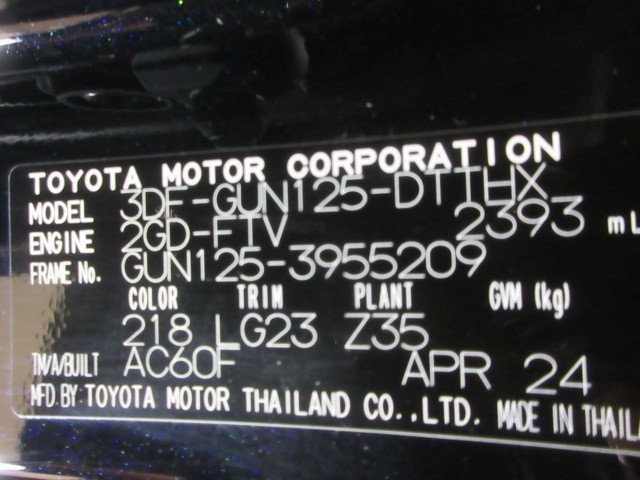 TOYOTA MOTOR CORPORATION
MODEL 3DF-GUN125-DTTHX
ENGINE 2GD-FTV 2393 mL
FRAME No. GUN125-3955209
COLOR TRIM PLANT GVM (kg)
218 LG23 Z35
TM/A/BUILT AC60F APR 24
MFD. BY: TOYOTA MOTOR THAILAND CO.,LTD. MADE IN THAIL